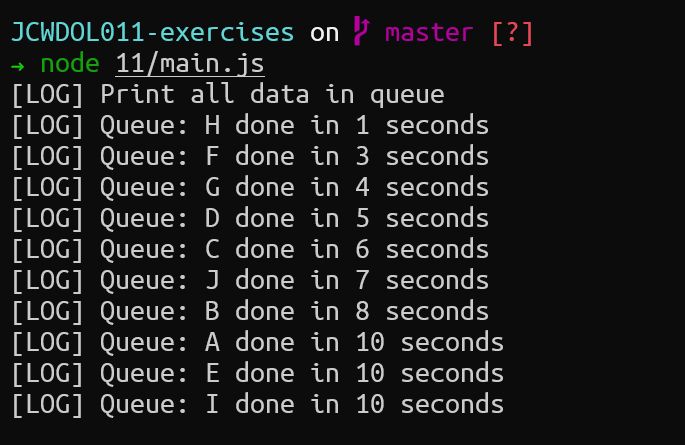 JCWDOL011-exercises on master [?]
→ node 11/main.js
[LOG] Print all data in queue
[LOG] Queue: H done in 1 seconds
[LOG] Queue: F done in 3 seconds
[LOG] Queue: G done in 4 seconds
[LOG] Queue: D done in 5 seconds
[LOG] Queue: C done in 6 seconds
[LOG] Queue: J done in 7 seconds
[LOG] Queue: B done in 8 seconds
[LOG] Queue: A done in 10 seconds
[LOG] Queue: E done in 10 seconds
[LOG] Queue: I done in 10 seconds